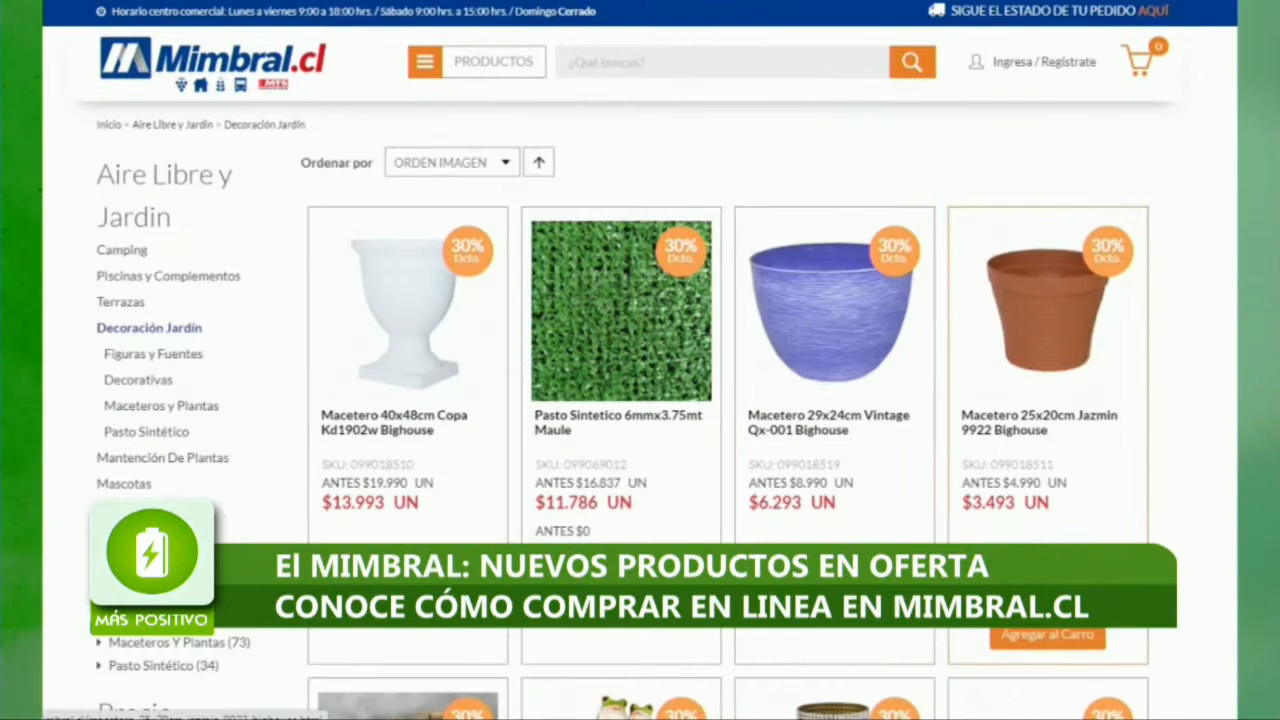 Horario centro comercial: Lunes a viernes 9:00 a 18:00 hrs. / Sábado 9:00 hrs. a 15:00 hrs. / Domingo Cerrado
SIGUE EL ESTADO DE TU PEDIDO AQUÍ
Mimbral.cl
MTS
PRODUCTOS
¿Qué buscas?
Ingresa / Regístrate
0
Inicio > Aire Libre y Jardin > Decoración Jardín
Aire Libre y
Jardin
Ordenar por
ORDEN IMAGEN
Camping
Piscinas y Complementos
Terrazas
Decoración Jardín
Figuras y Fuentes
Decorativas
Maceteros y Plantas
Pasto Sintético
Mantención De Plantas
Mascotas
30%
Dcto.
30%
Dcto.
30%
Dcto.
30%
Dcto.
Macetero 40x48cm Copa
Kd1902w Bighouse
SKU: 099018510
ANTES $19.990 UN
$13.993 UN
Pasto Sintetico 6mmx3.75mt
Maule
SKU: 099069012
ANTES $16.837 UN
$11.786 UN
ANTES $0
Macetero 29x24cm Vintage
Qx-001 Bighouse
SKU: 099018519
ANTES $8.990 UN
$6.293 UN
Macetero 25x20cm Jazmin
9922 Bighouse
SKU: 099018511
ANTES $4.990 UN
$3.493 UN
El MIMBRAL: NUEVOS PRODUCTOS EN OFERTA
CONOCE CÓMO COMPRAR EN LINEA EN MIMBRAL.CL
MÁS POSITIVO
Agregar al Carro
Maceteros Y Plantas (73)
Pasto Sintético (34)
Precio
30%
30%
30%
30%